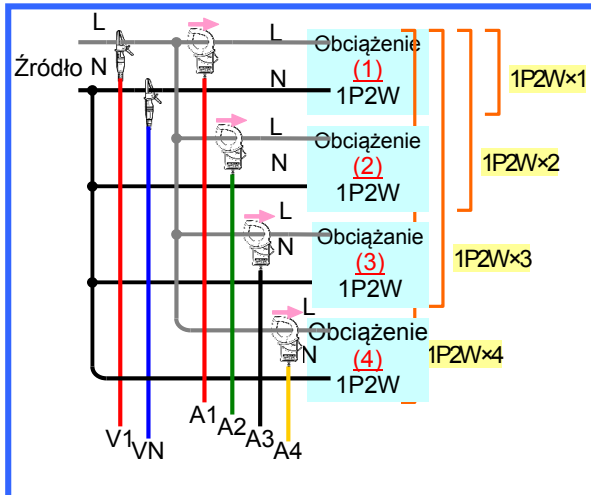 L
L
Źródło
N
N
Obciążenie
(1)
1P2W
1P2W×1
L
N
Obciążenie
(2)
1P2W
1P2W×2
L
N
Obciążanie
(3)
1P2W
1P2W×3
L
N
Obciążenie
(4)
1P2W
1P2W×4
V1
VN
A1
A2
A3
A4